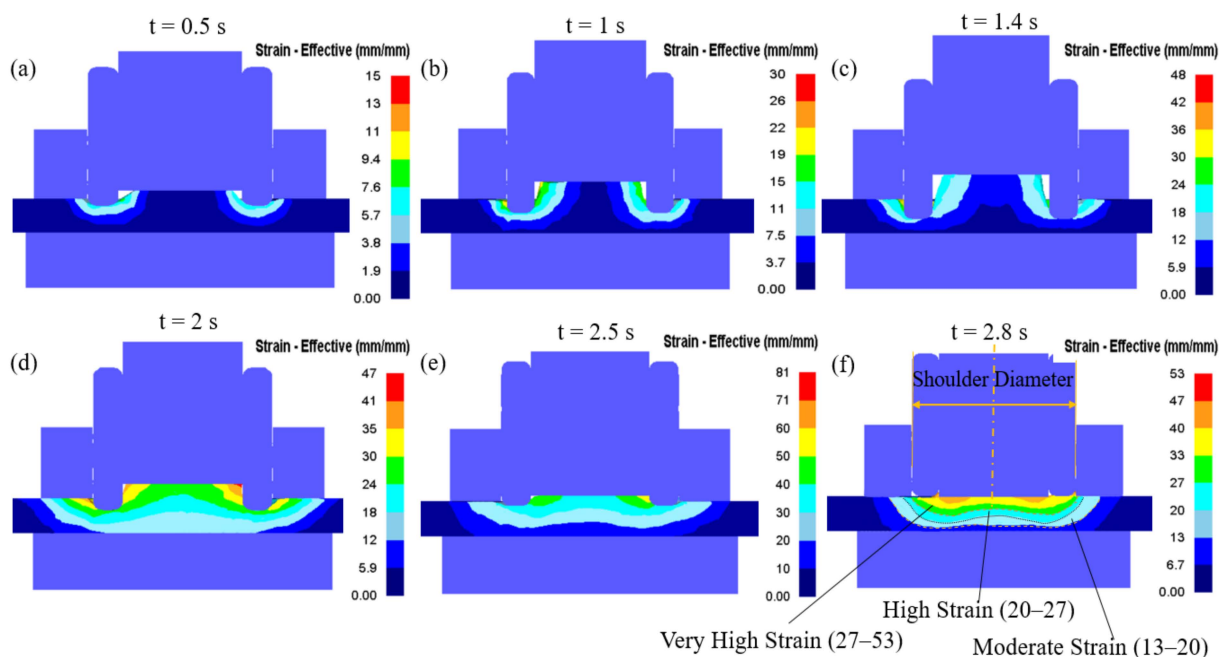 t = 0.5 s
t = 1 s
t = 1.4 s
Strain - Effective (mm/mm)
Strain - Effective (mm/mm)
Strain - Effective (mm/mm)
(a)
15
13
11
9.4
7.6
5.7
3.8
1.9
0.00
(b)
30
26
22
19
15
11
7.5
3.7
0.00
(c)
48
42
36
30
24
18
12
5.9
0.00
t = 2 s
t = 2.5 s
t = 2.8 s
Strain - Effective (mm/mm)
Strain - Effective (mm/mm)
Strain - Effective (mm/mm)
(d)
47
41
35
30
24
18
12
5.9
0.00
(e)
81
71
60
50
40
30
20
10
0.00
(f)
Shoulder Diameter
53
47
40
33
27
20
13
6.7
0.00
High Strain (20–27)
Very High Strain (27–53)
Moderate Strain (13–20)